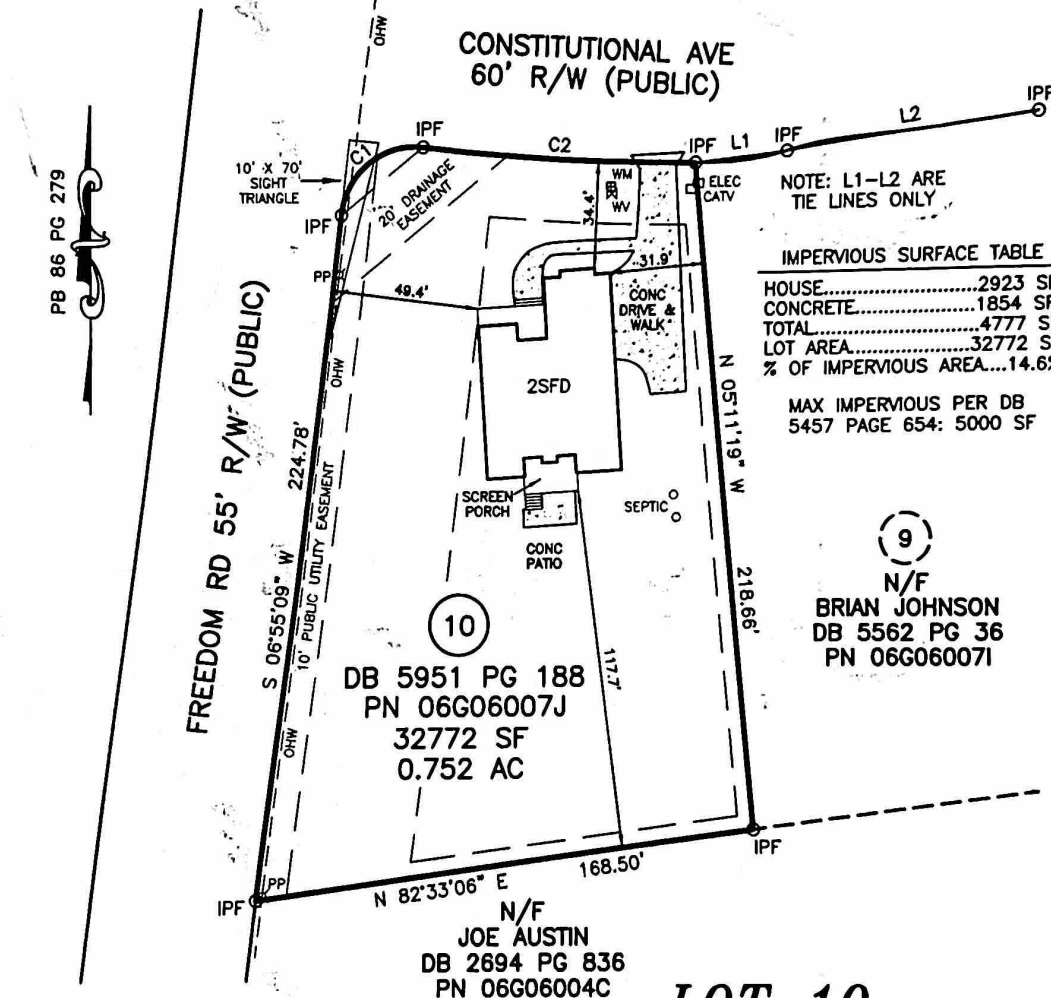 CONSTITUTIONAL AVE
60' R/W (PUBLIC)
OHW
IPF
L2
IPF
L1
IPF
C2
IPF
C1
10' X 70'
SIGHT
TRIANGLE
20' DRAINAGE
EASEMENT
IPF
PP
34.4'
WM
WV
ELEC
CATV
NOTE: L1-L2 ARE
TIE LINES ONLY
PB 86 PG 279
IMPERVIOUS SURFACE TABLE
HOUSE............................2923 SF
CONCRETE......................1854 SF
TOTAL..............................4777 S
LOT AREA......................32772 S
% OF IMPERVIOUS AREA....14.6%
MAX IMPERVIOUS PER DB
5457 PAGE 654: 5000 SF
49.4'
31.9'
CONC
DRIVE &
WALK
2SFD
OHW
FREEDOM RD 55' R/W (PUBLIC)
224.78'
S 06°55'09" W
10' PUBLIC UTILITY EASEMENT
OHW
N 05°11'19" W
218.66'
SCREEN
PORCH
SEPTIC
CONC
PATIO
117.7'
9
N/F
BRIAN JOHNSON
DB 5562 PG 36
PN 06G06007I
10
DB 5951 PG 188
PN 06G06007J
32772 SF
0.752 AC
IPF
168.50'
N 82°33'06" E
PP
IPF
N/F
JOE AUSTIN
DB 2694 PG 836
PN 06G06004C
LOT 10